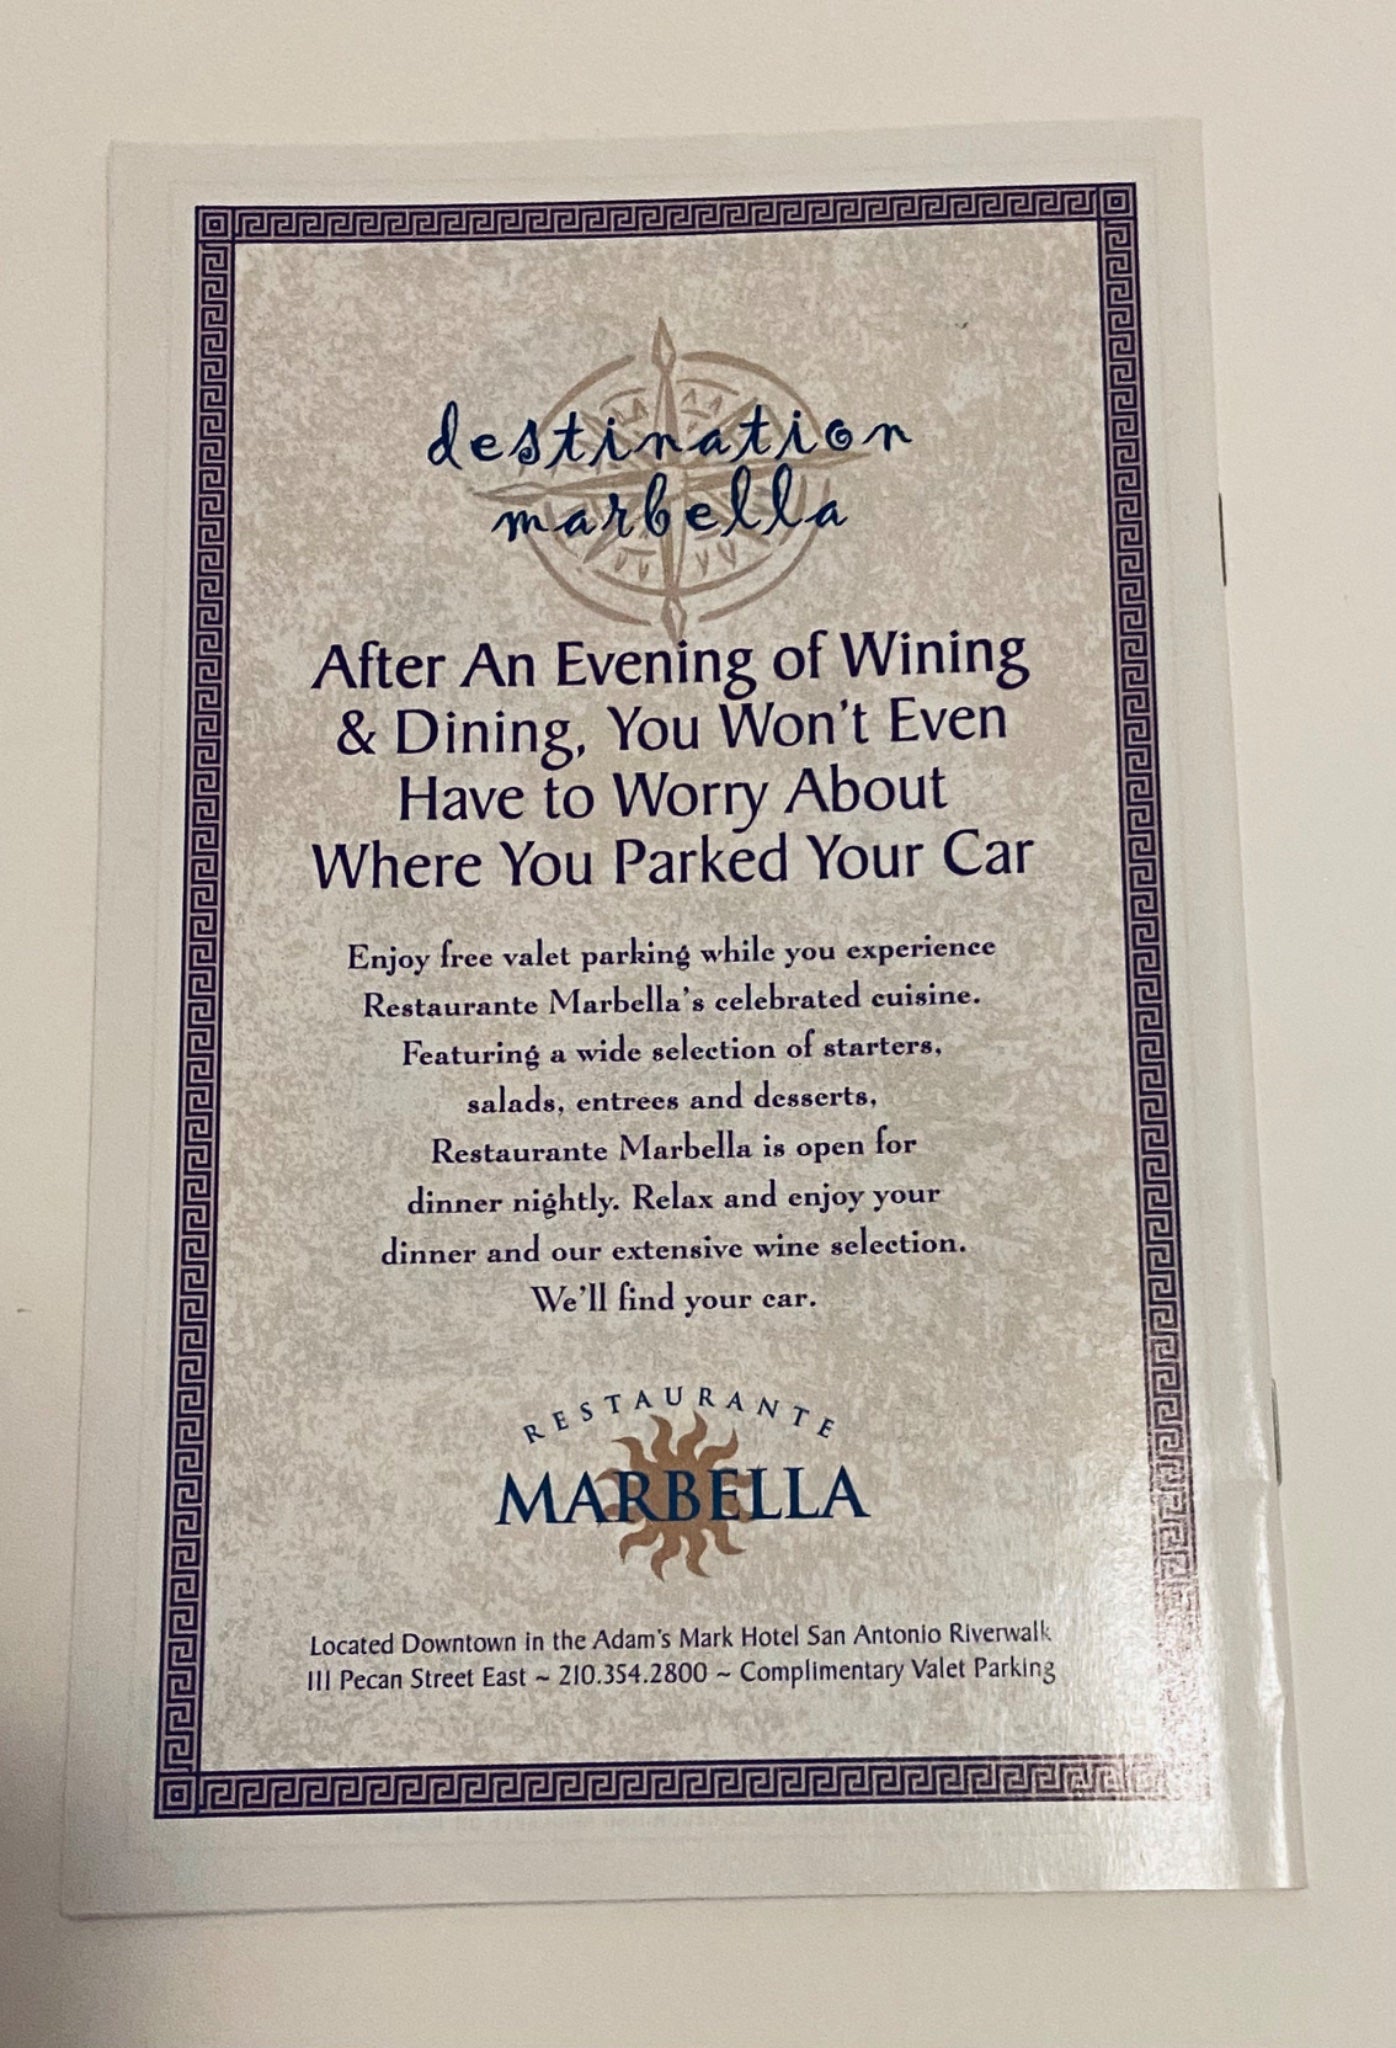 destination
marbella
After An Evening of Wining
& Dining, You Won't Even
Have to Worry About
Where You Parked Your Car
Enjoy free valet parking while you experience
Restaurante Marbella's celebrated cuisine.
Featuring a wide selection of starters,
salads, entrees and desserts,
Restaurante Marbella is open for
dinner nightly. Relax and enjoy your
dinner and our extensive wine selection.
We'll find your car.
RESTAURANTE
MARBELLA
Located Downtown in the Adam's Mark Hotel San Antonio Riverwalk
111 Pecan Street East ~ 210.354.2800 ~ Complimentary Valet Parking